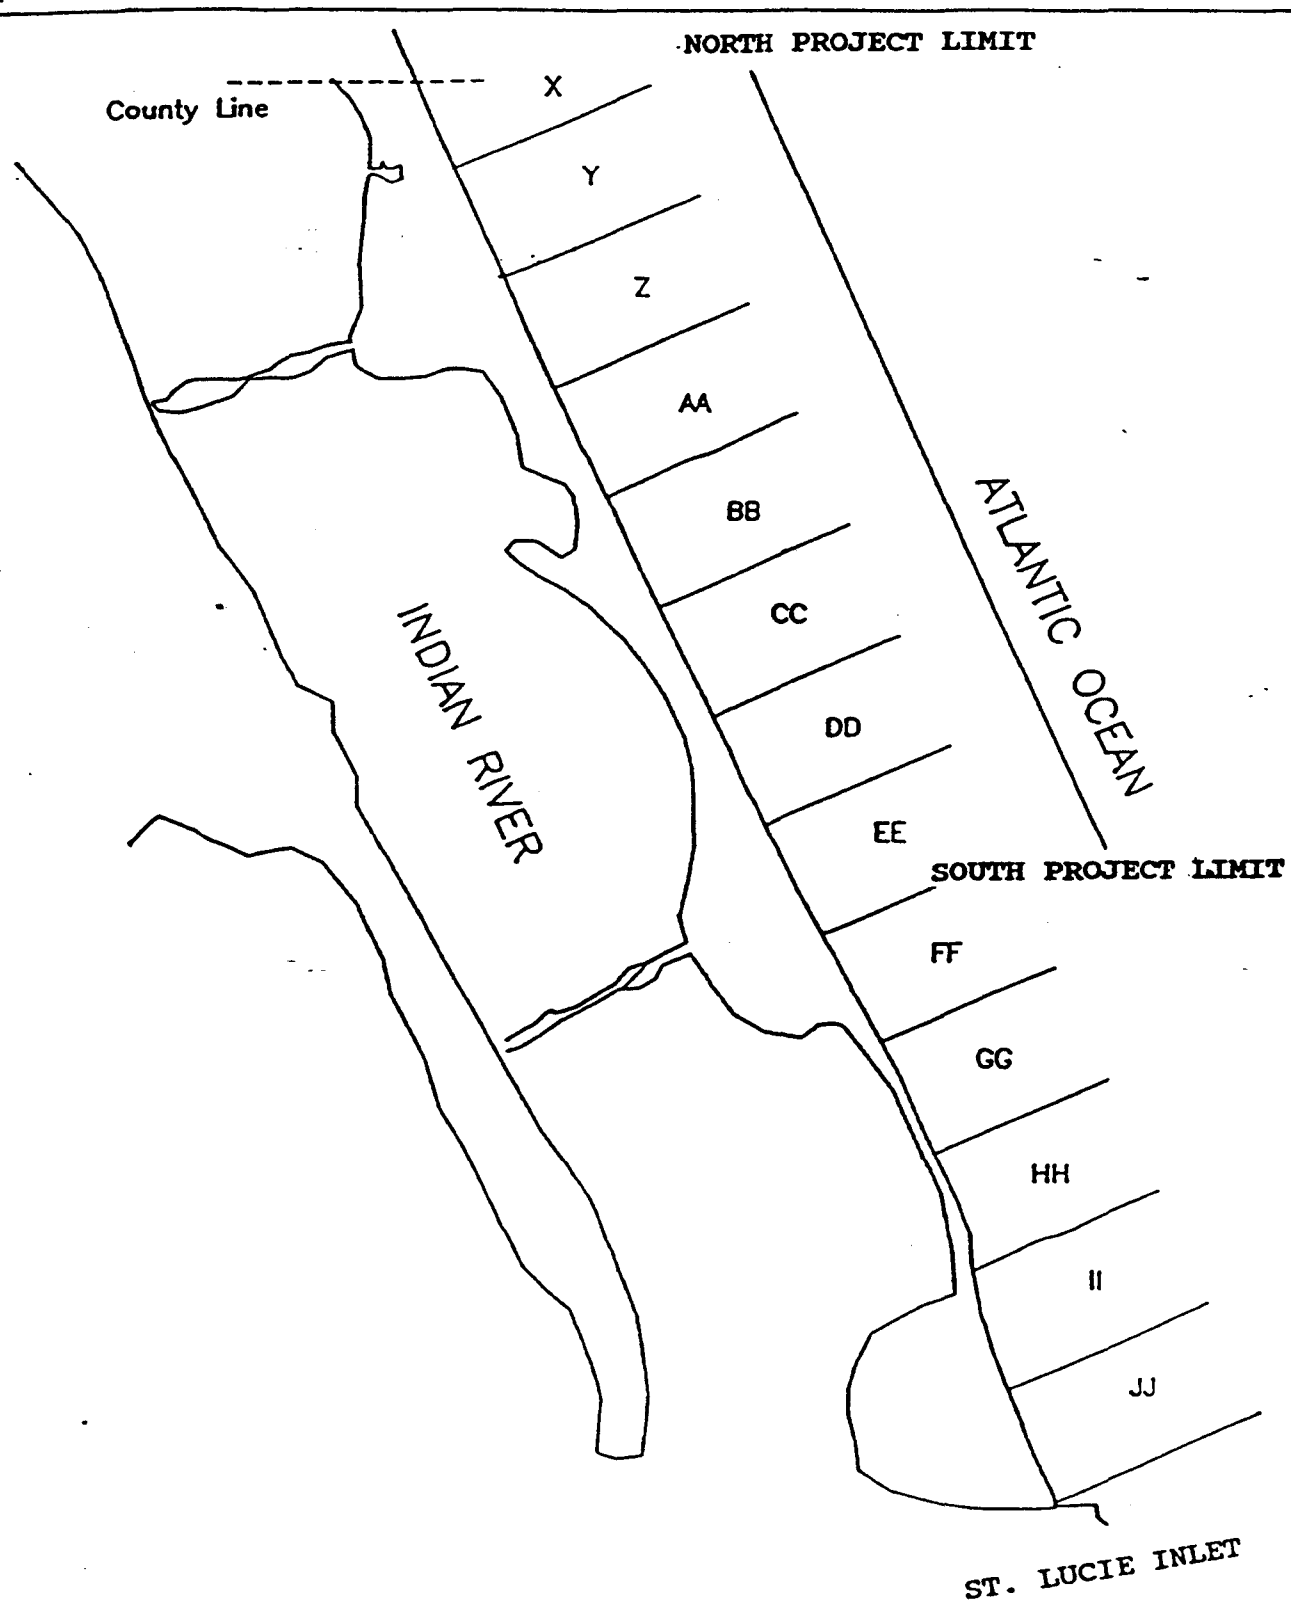 NORTH PROJECT LIMIT
X
County Line
Y
Z
AA
ATLANTIC OCEAN
BB
CC
INDIAN RIVER
DD
EE
SOUTH PROJECT LIMIT
FF
GG
HH
II
JJ
ST. LUCIE INLET